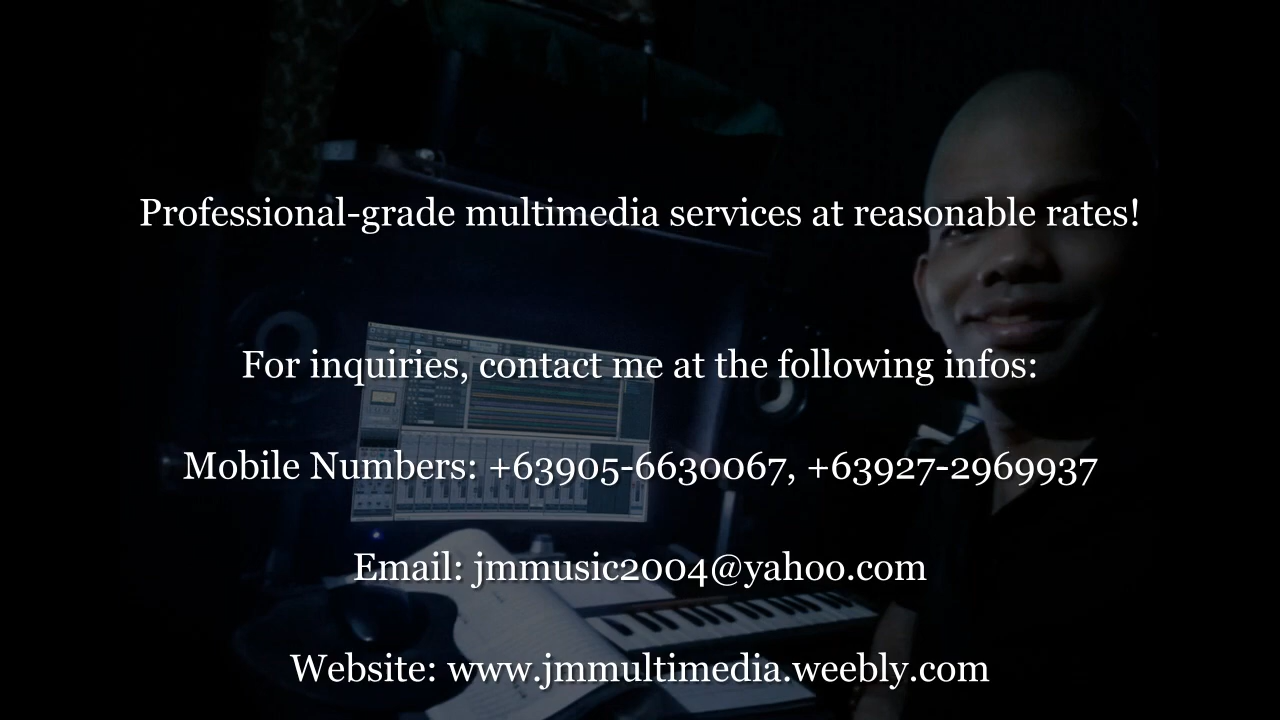 Professional-grade multimedia services at reasonable rates!
For inquiries, contact me at the following infos:
Mobile Numbers: +63905-6630067, +63927-2969937
Email: jmmusic2004@yahoo.com
Website: www.jmmultimedia.weebly.com